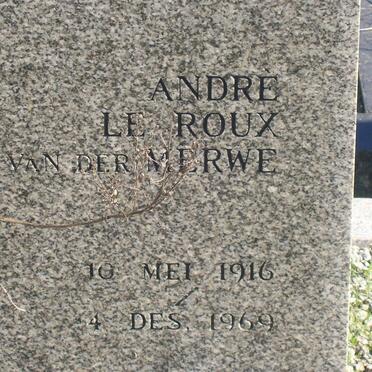 ANDRE
LE ROUX
VAN DER MERWE
10 MEI 1916
/
4 DES. 1969